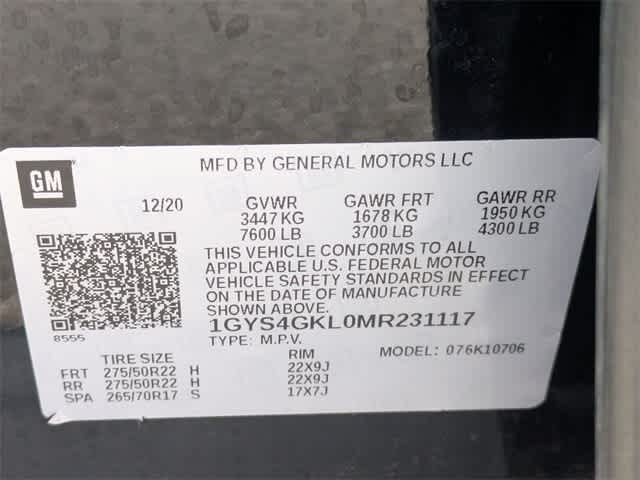 GM
MFD BY GENERAL MOTORS LLC
12/20 GVWR GAWR FRT GAWR RR
3447 KG 1678 KG 1950 KG
7600 LB 3700 LB 4300 LB
THIS VEHICLE CONFORMS TO ALL
APPLICABLE U.S. FEDERAL MOTOR
VEHICLE SAFETY STANDARDS IN EFFECT
ON THE DATE OF MANUFACTURE
SHOWN ABOVE.
8555
1GYS4GKL0MR231117
TYPE: M.P.V. MODEL: 076K10706
TIRE SIZE RIM
FRT 275/50R22 H 22X9J
RR 275/50R22 H 22X9J
SPA 265/70R17 S 17X7J